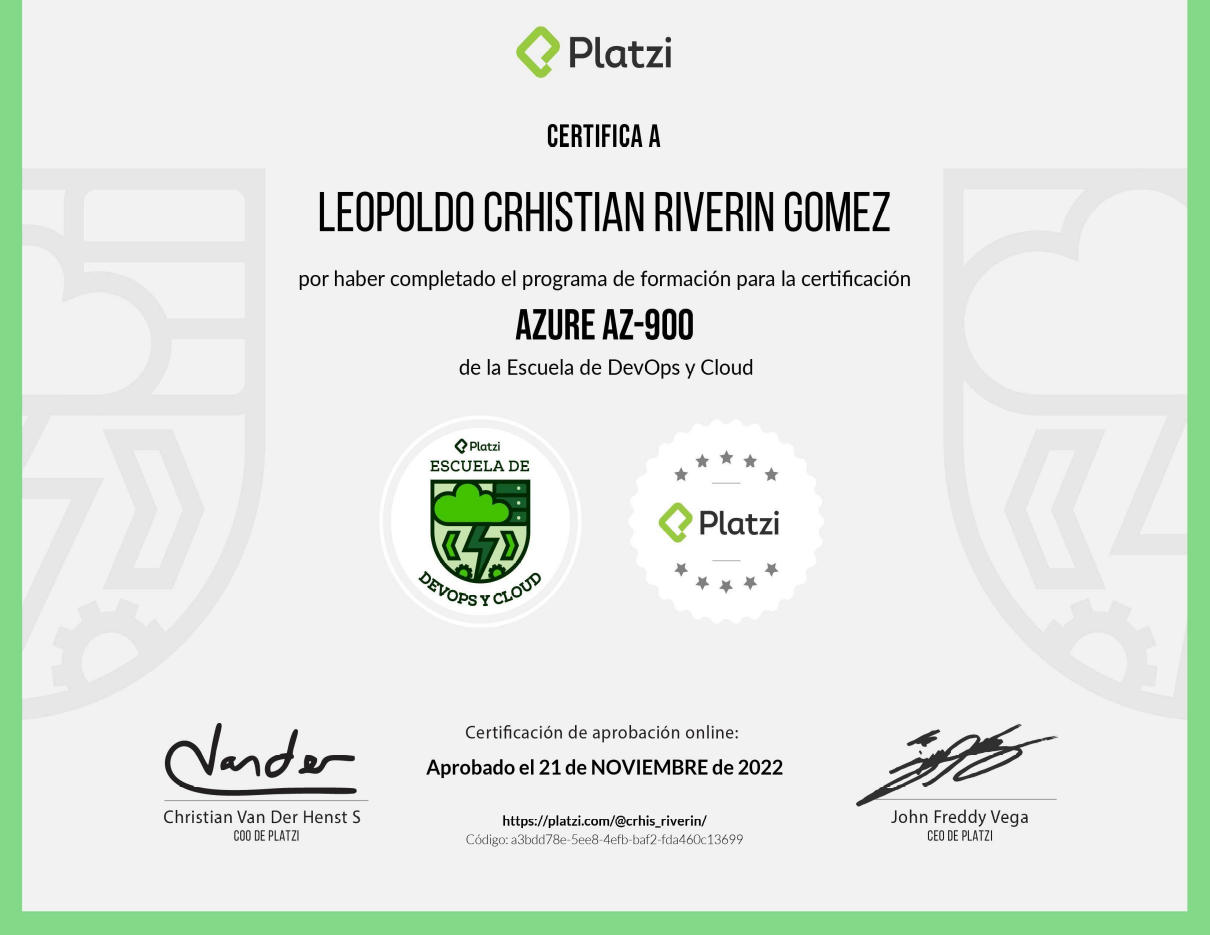 Platzi
CERTIFICA A
LEOPOLDO CRHISTIAN RIVERIN GOMEZ
por haber completado el programa de formación para la certificación
AZURE AZ-900
de la Escuela de DevOps y Cloud
Platzi
ESCUELA DE
DEVOPS Y CLOUD
Platzi
Vander
Certificación de aprobación online:
Aprobado el 21 de NOVIEMBRE de 2022
Christian Van Der Henst S
COO DE PLATZI
https://platzi.com/@crhis_riverin/
Código: a3bdd78e-5ee8-4efb-baf2-fda460c13699
John Freddy Vega
CEO DE PLATZI